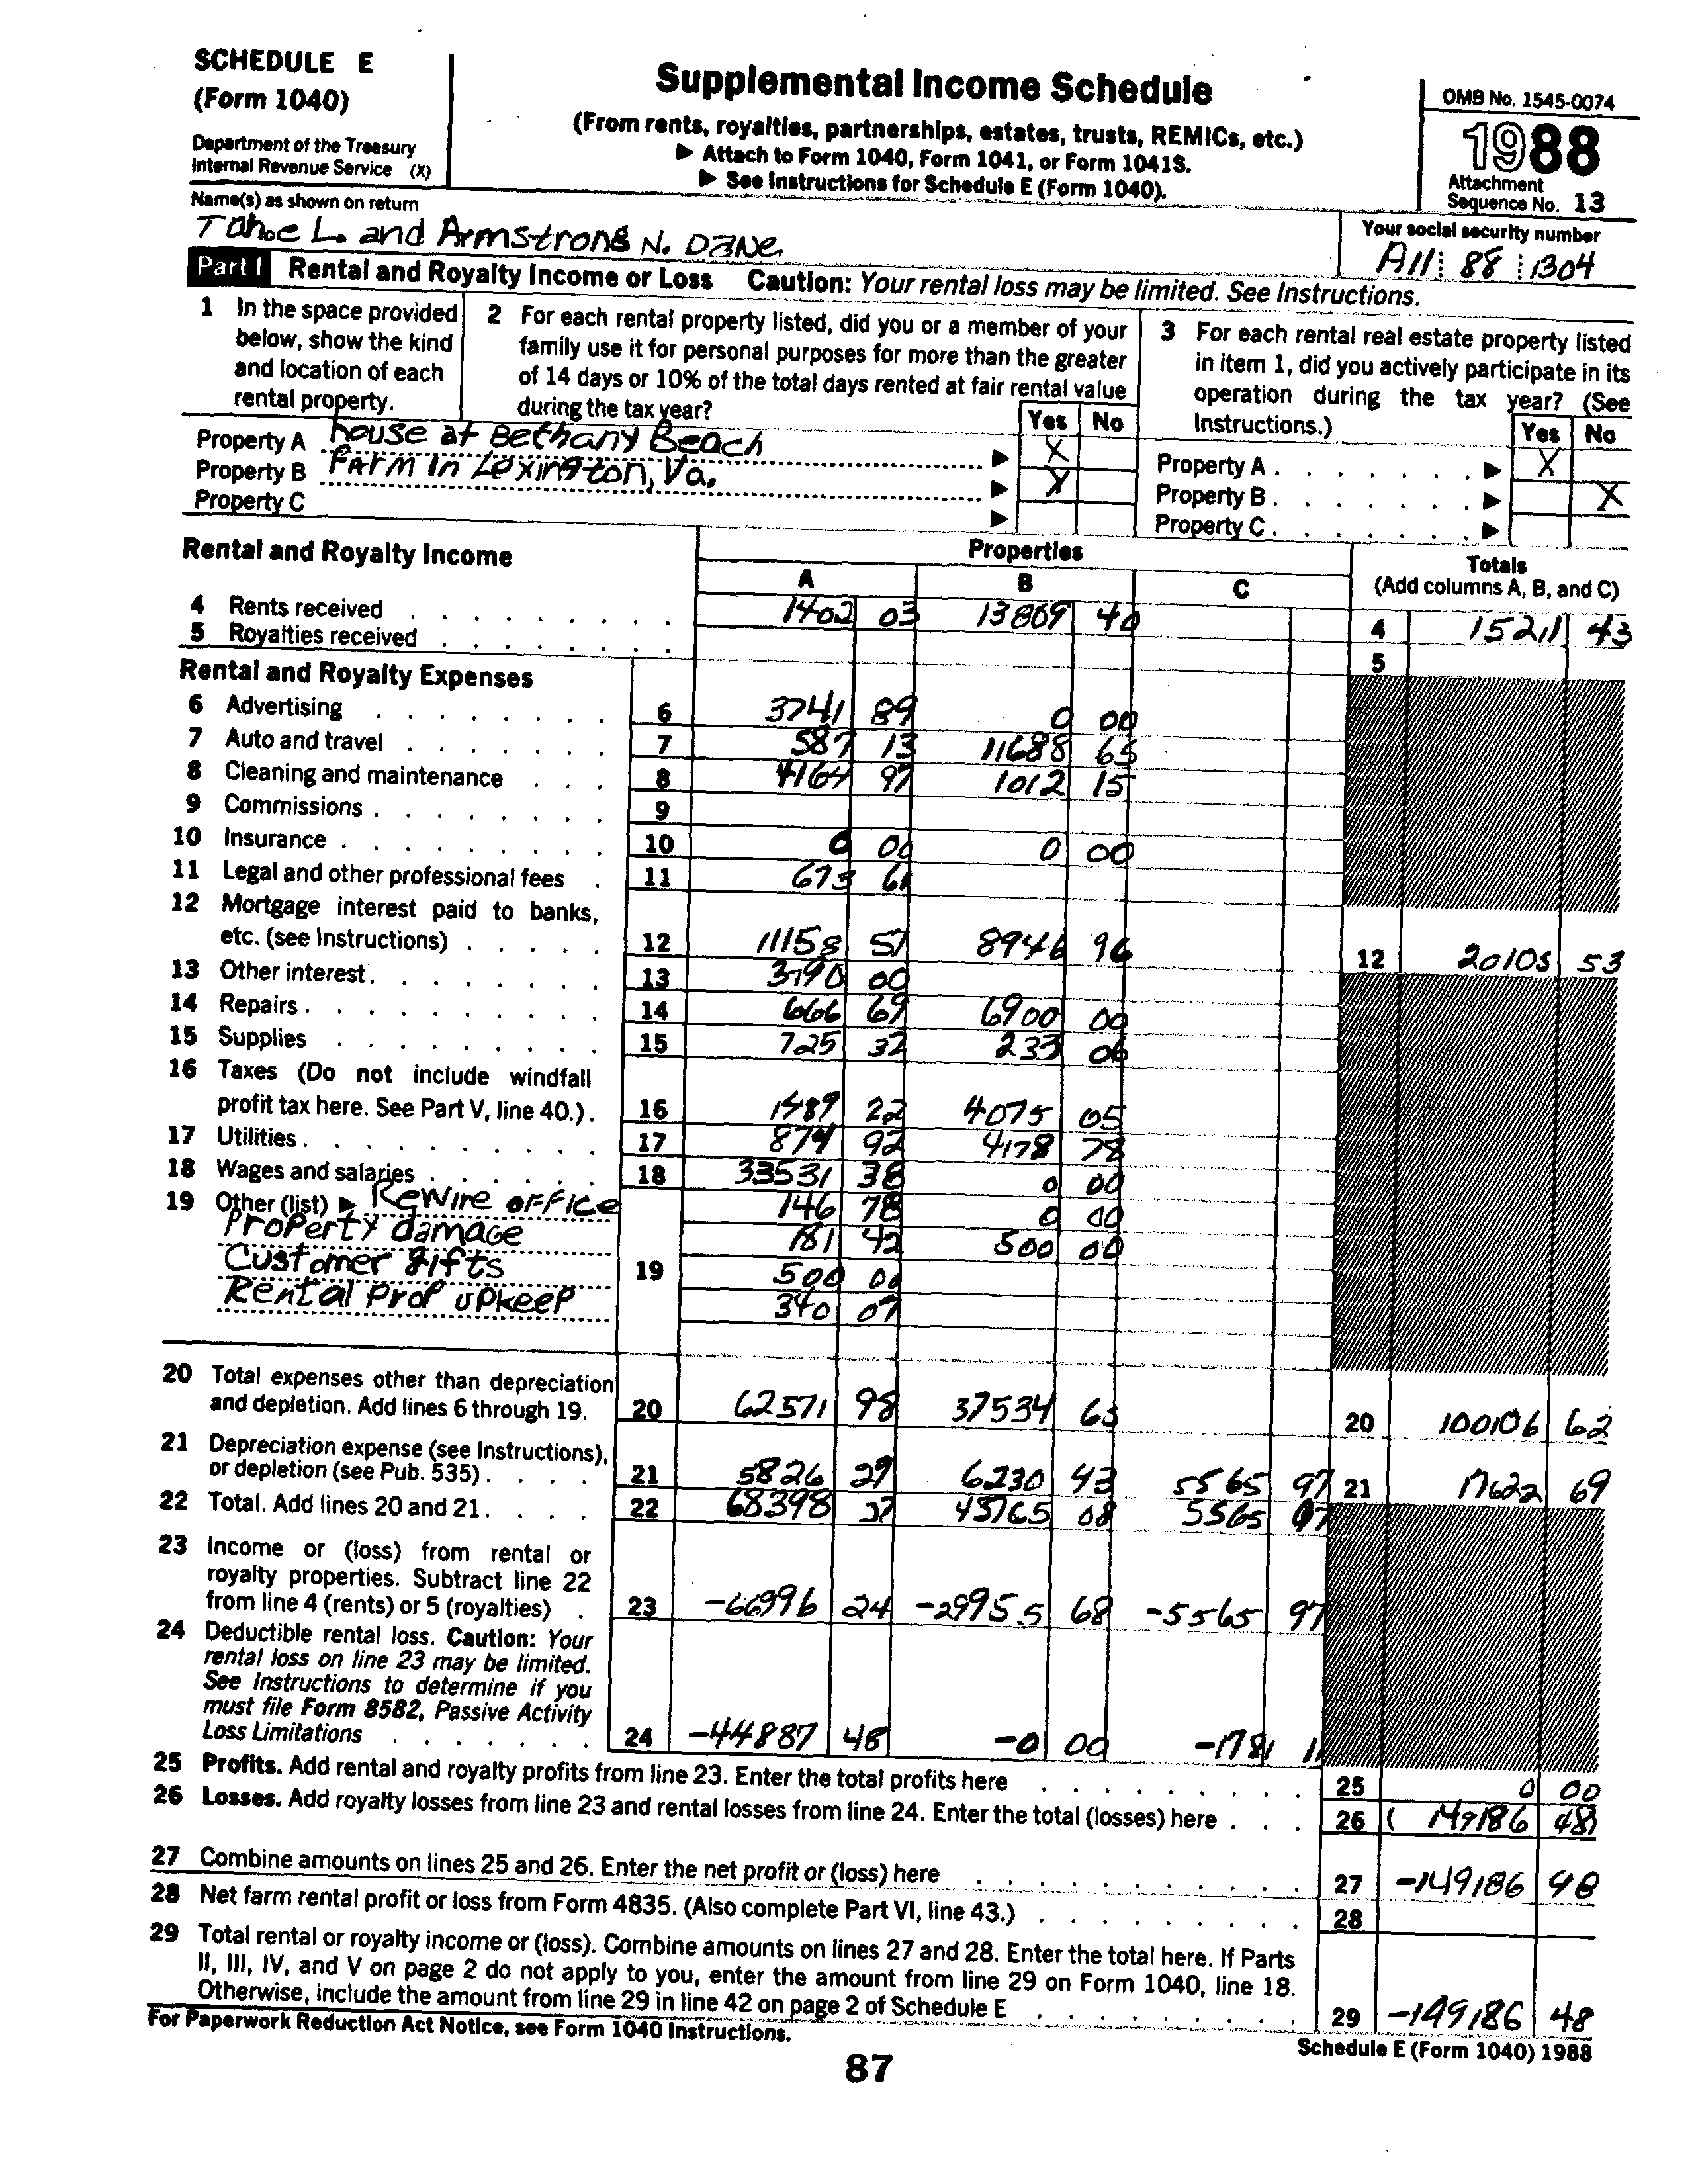 SCHEDULE E
(Form 1040)
Department of the Treasury
Internal Revenue Service (X)
Supplemental Income Schedule
(From rents, royalties, partnerships, estates, trusts, REMICs, etc.)
▶ Attach to Form 1040, Form 1041, or Form 1041S.
▶ See Instructions for Schedule E (Form 1040).
OMB No. 1545-0074
1988
Attachment
Sequence No. 13
Name(s) as shown on return
Tahoe L. and Armstrong N. Dane.
Your social security number
A11 88 1304
Part I Rental and Royalty Income or Loss Caution: Your rental loss may be limited. See Instructions.
1 In the space provided
below, show the kind
and location of each
rental property.
2 For each rental property listed, did you or a member of your
family use it for personal purposes for more than the greater
of 14 days or 10% of the total days rented at fair rental value
during the tax year?
Yes No
3 For each rental real estate property listed
in item 1, did you actively participate in its
operation during the tax year? (See
Instructions.)
Yes No
Property A house at Bethany Beach ▶ X
Property B Farm in Lexington, Va. ▶ X
Property C ▶
Property A . . . . . . . ▶ X
Property B . . . . . . . ▶ X
Property C . . . . . . . ▶
Rental and Royalty Income
Properties
A B C
Totals
(Add columns A, B, and C)
4 Rents received 1402 03 13809 40 4 15211 43
5 Royalties received 5
Rental and Royalty Expenses
6 Advertising 6 3741 89 0 00
7 Auto and travel 7 587 13 11688 65
8 Cleaning and maintenance 8 4164 97 1012 15
9 Commissions 9
10 Insurance 10 0 00 0 00
11 Legal and other professional fees 11 673 61
12 Mortgage interest paid to banks,
etc. (see Instructions) 12 11158 57 8946 96 12 20105 53
13 Other interest 13 3790 00
14 Repairs 14 666 69 6900 00
15 Supplies 15 725 32 233 06
16 Taxes (Do not include windfall
profit tax here. See Part V, line 40.) 16 1489 22 4075 05
17 Utilities 17 874 92 4178 78
18 Wages and salaries 18 33531 38 0 00
19 Other (list) ▶ Rewire office 146 78 0 00
Property damage 181 42 500 00
Customer gifts 19 500 00
Rental Prop upkeep 340 07
20 Total expenses other than depreciation
and depletion. Add lines 6 through 19. 20 62571 98 37534 65 20 100106 62
21 Depreciation expense (see Instructions),
or depletion (see Pub. 535) 21 5826 29 6230 43 5565 97 21 17622 69
22 Total. Add lines 20 and 21 22 68398 27 43765 08 5565 97
23 Income or (loss) from rental or
royalty properties. Subtract line 22
from line 4 (rents) or 5 (royalties) 23 -66996 24 -29955 68 -5565 97
24 Deductible rental loss. Caution: Your
rental loss on line 23 may be limited.
See Instructions to determine if you
must file Form 8582, Passive Activity
Loss Limitations 24 -44887 48 -0 00 -1781 11
25 Profits. Add rental and royalty profits from line 23. Enter the total profits here 25 0 00
26 Losses. Add royalty losses from line 23 and rental losses from line 24. Enter the total (losses) here 26 ( 149186 48)
27 Combine amounts on lines 25 and 26. Enter the net profit or (loss) here 27 -149186 48
28 Net farm rental profit or loss from Form 4835. (Also complete Part VI, line 43.) 28
29 Total rental or royalty income or (loss). Combine amounts on lines 27 and 28. Enter the total here. If Parts
II, III, IV, and V on page 2 do not apply to you, enter the amount from line 29 on Form 1040, line 18.
Otherwise, include the amount from line 29 in line 42 on page 2 of Schedule E 29 -149186 48
For Paperwork Reduction Act Notice, see Form 1040 Instructions.
Schedule E (Form 1040) 1988
87